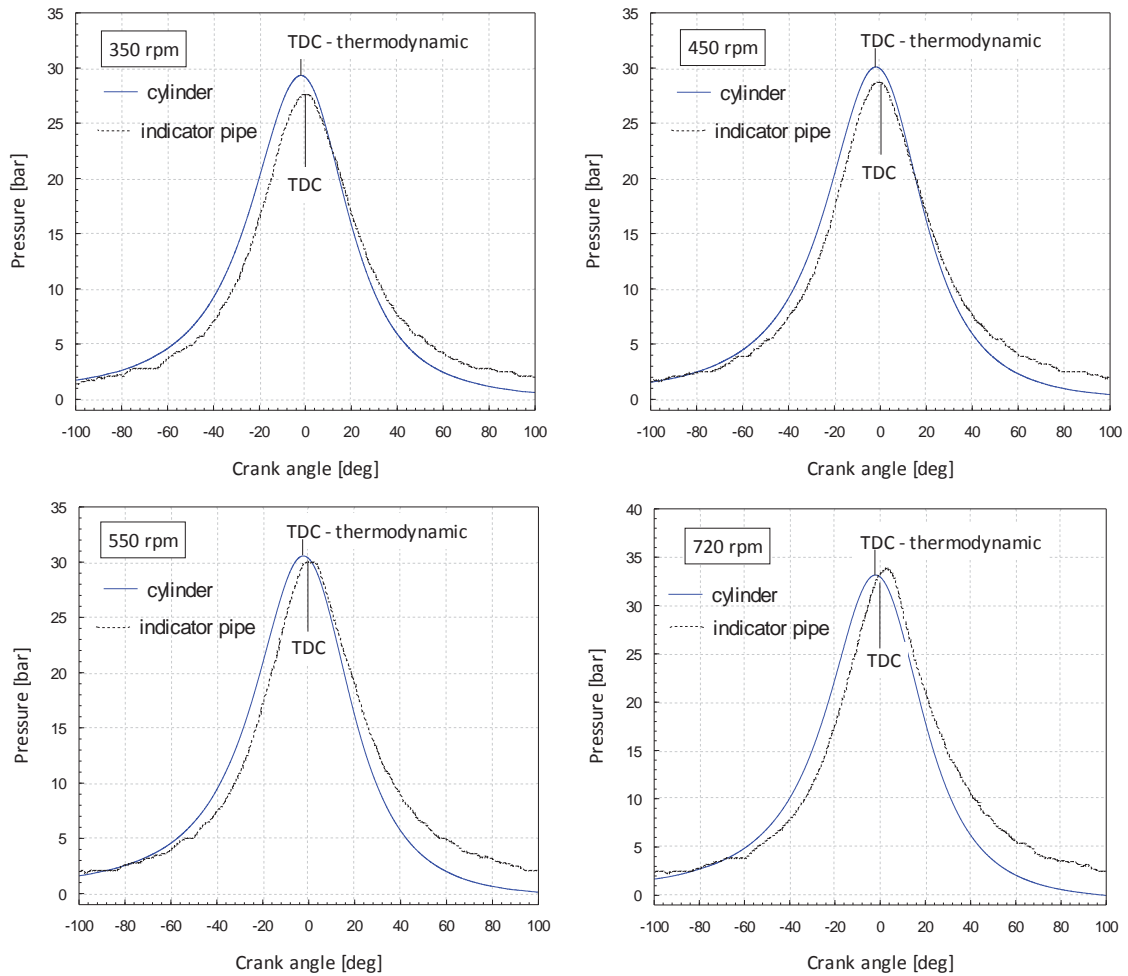 35
30
25
20
15
10
5
0
Pressure [bar]
350 rpm
TDC - thermodynamic
cylinder
indicator pipe
TDC
-100 -80 -60 -40 -20 0 20 40 60 80 100
Crank angle [deg]
35
30
25
20
15
10
5
0
Pressure [bar]
450 rpm
TDC - thermodynamic
cylinder
indicator pipe
TDC
-100 -80 -60 -40 -20 0 20 40 60 80 100
Crank angle [deg]
35
30
25
20
15
10
5
0
Pressure [bar]
550 rpm
TDC - thermodynamic
cylinder
indicator pipe
TDC
-100 -80 -60 -40 -20 0 20 40 60 80 100
Crank angle [deg]
40
35
30
25
20
15
10
5
0
Pressure [bar]
720 rpm
TDC - thermodynamic
cylinder
indicator pipe
TDC
-100 -80 -60 -40 -20 0 20 40 60 80 100
Crank angle [deg]